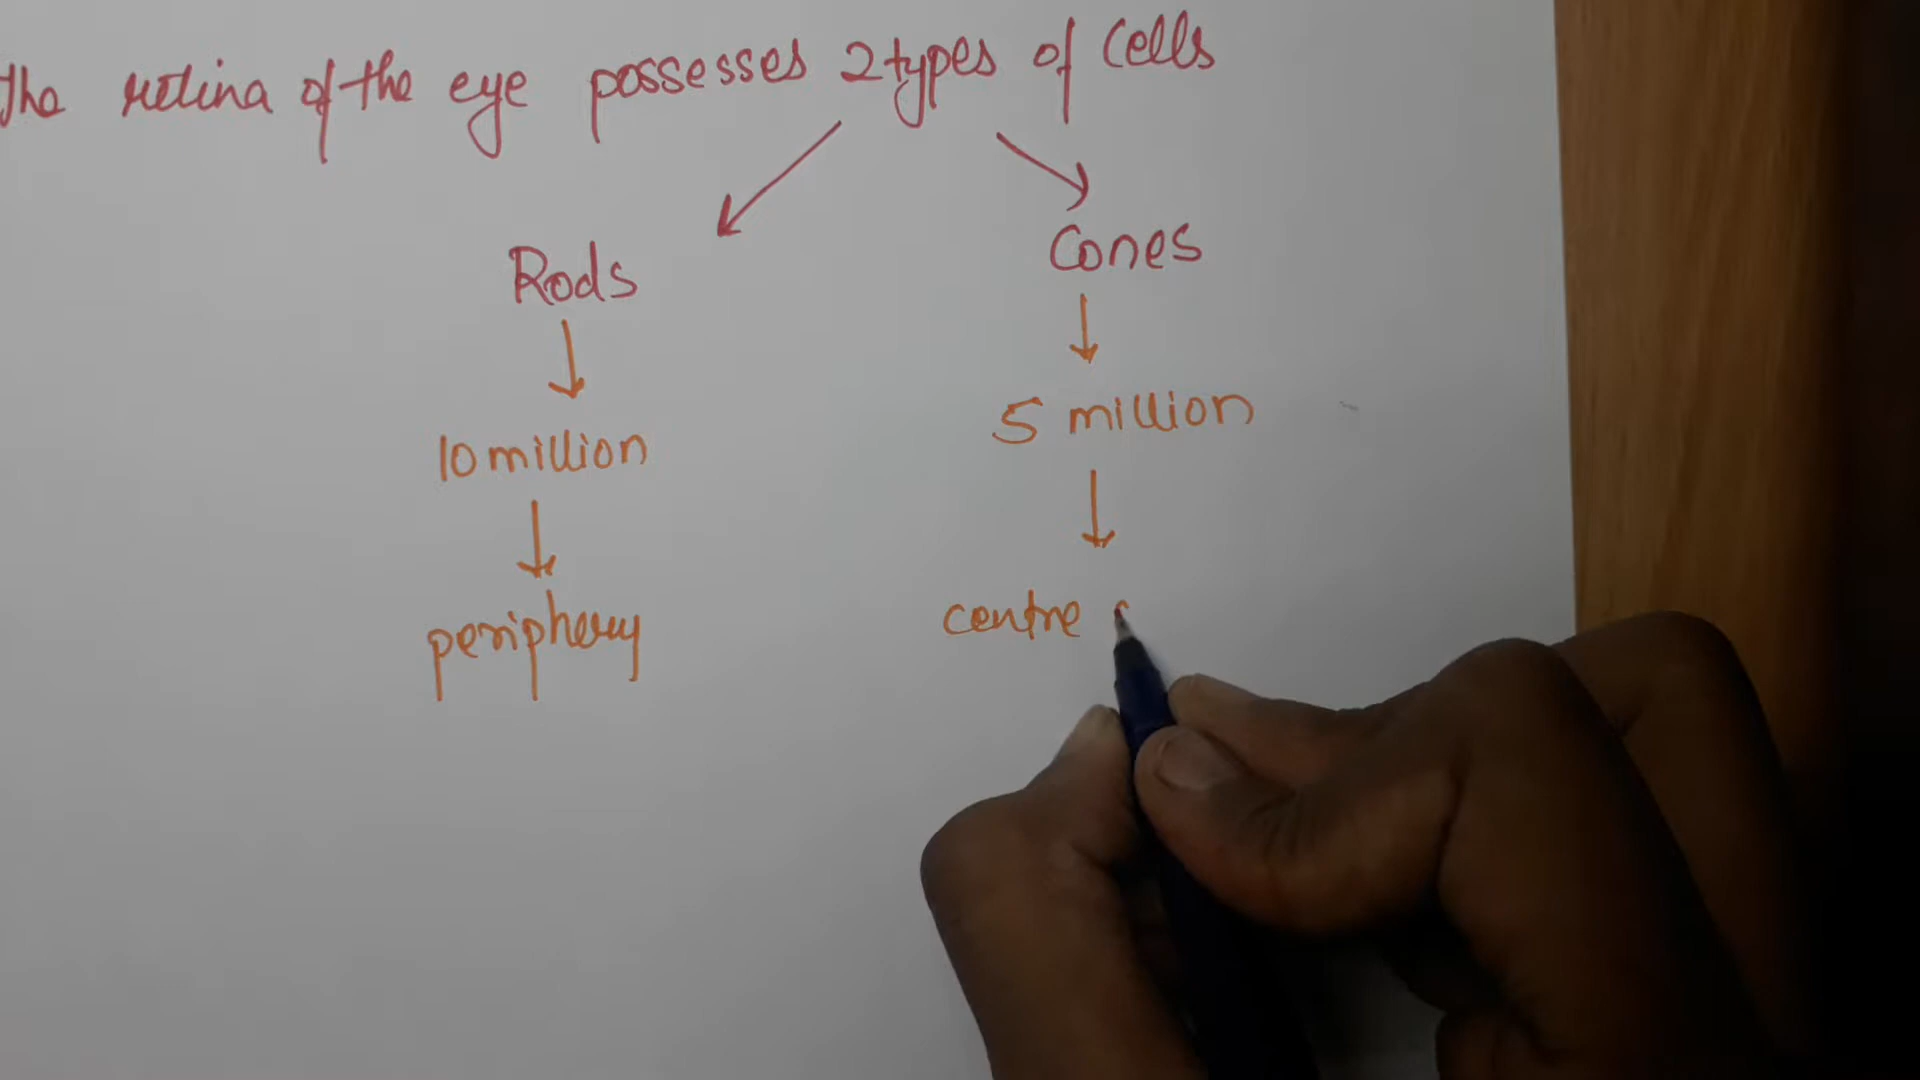 The retina of the eye possesses 2 types of cells
Rods
Cones
10 million
5 million
periphery
centre